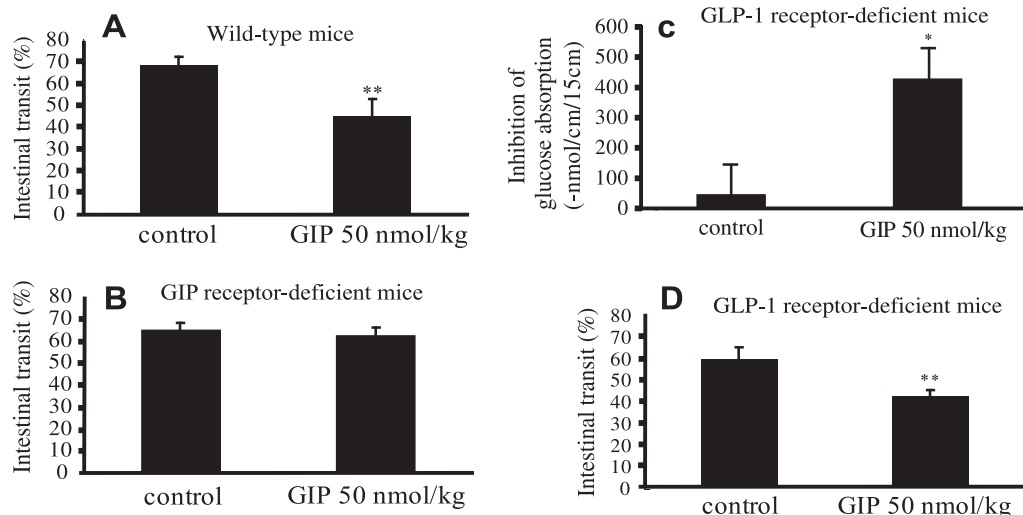 A
Wild-type mice
Intestinal transit (%)
80
70
60
50
40
30
20
10
0
**
control
GIP 50 nmol/kg
B
GIP receptor-deficient mice
Intestinal transit (%)
80
70
60
50
40
30
20
10
0
control
GIP 50 nmol/kg
c
GLP-1 receptor-deficient mice
Inhibition of
glucose absorption
(-nmol/cm/15cm)
600
500
400
300
200
100
0
*
control
GIP 50 nmol/kg
D
GLP-1 receptor-deficient mice
Intestinal transit (%)
80
70
60
50
40
30
20
10
0
**
control
GIP 50 nmol/kg